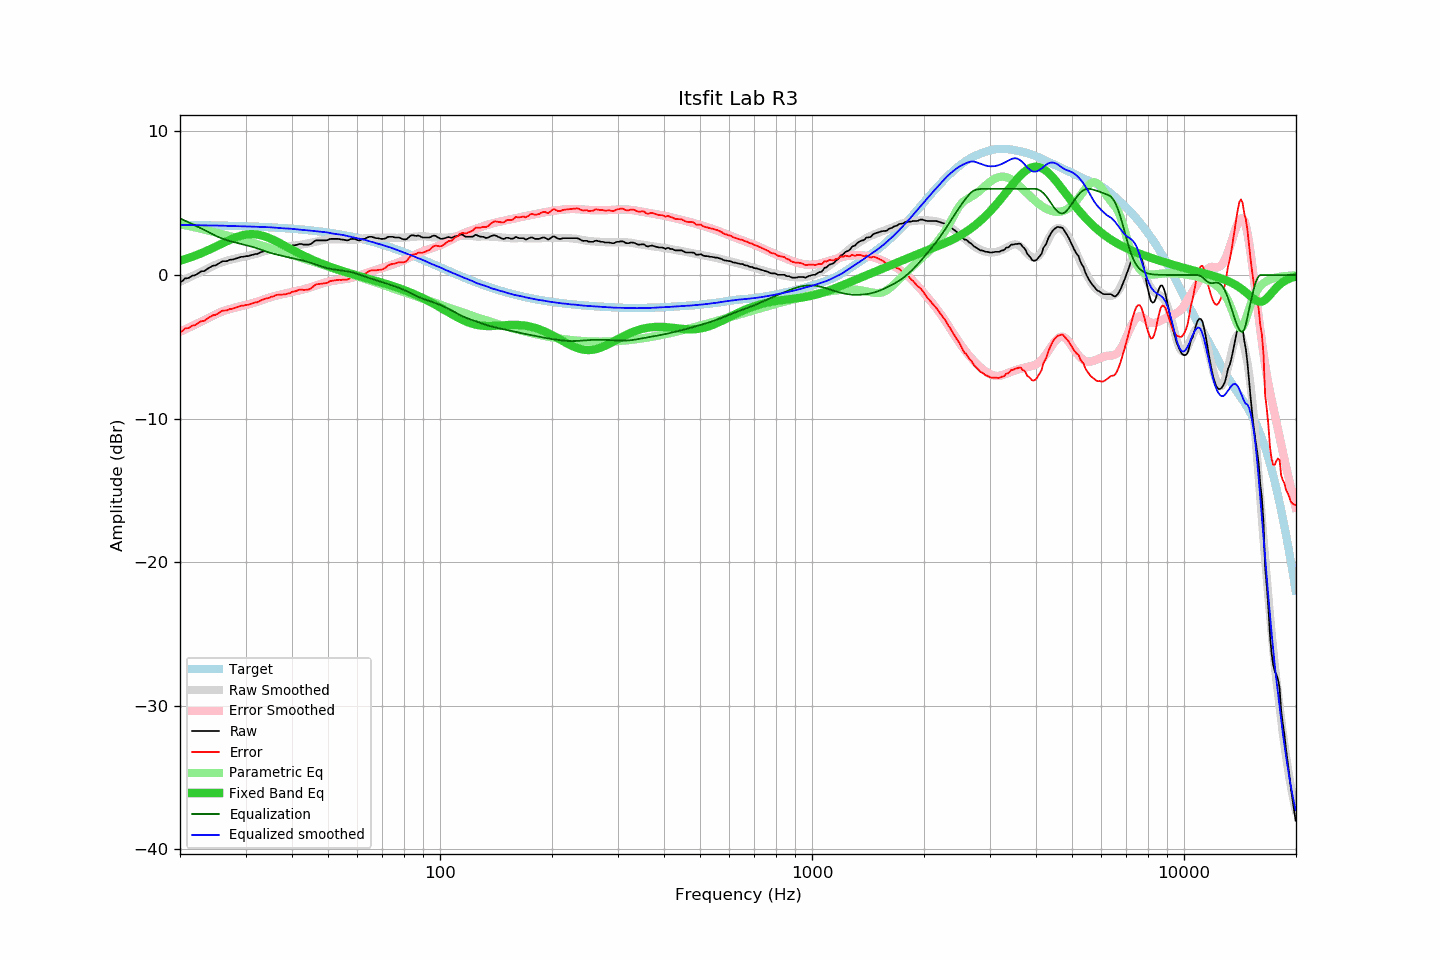 Itsfit Lab R3
10
0
−10
−20
−30
−40
Amplitude (dBr)
Target
Raw Smoothed
Error Smoothed
Raw
Error
Parametric Eq
Fixed Band Eq
Equalization
Equalized smoothed
100
1000
10000
Frequency (Hz)